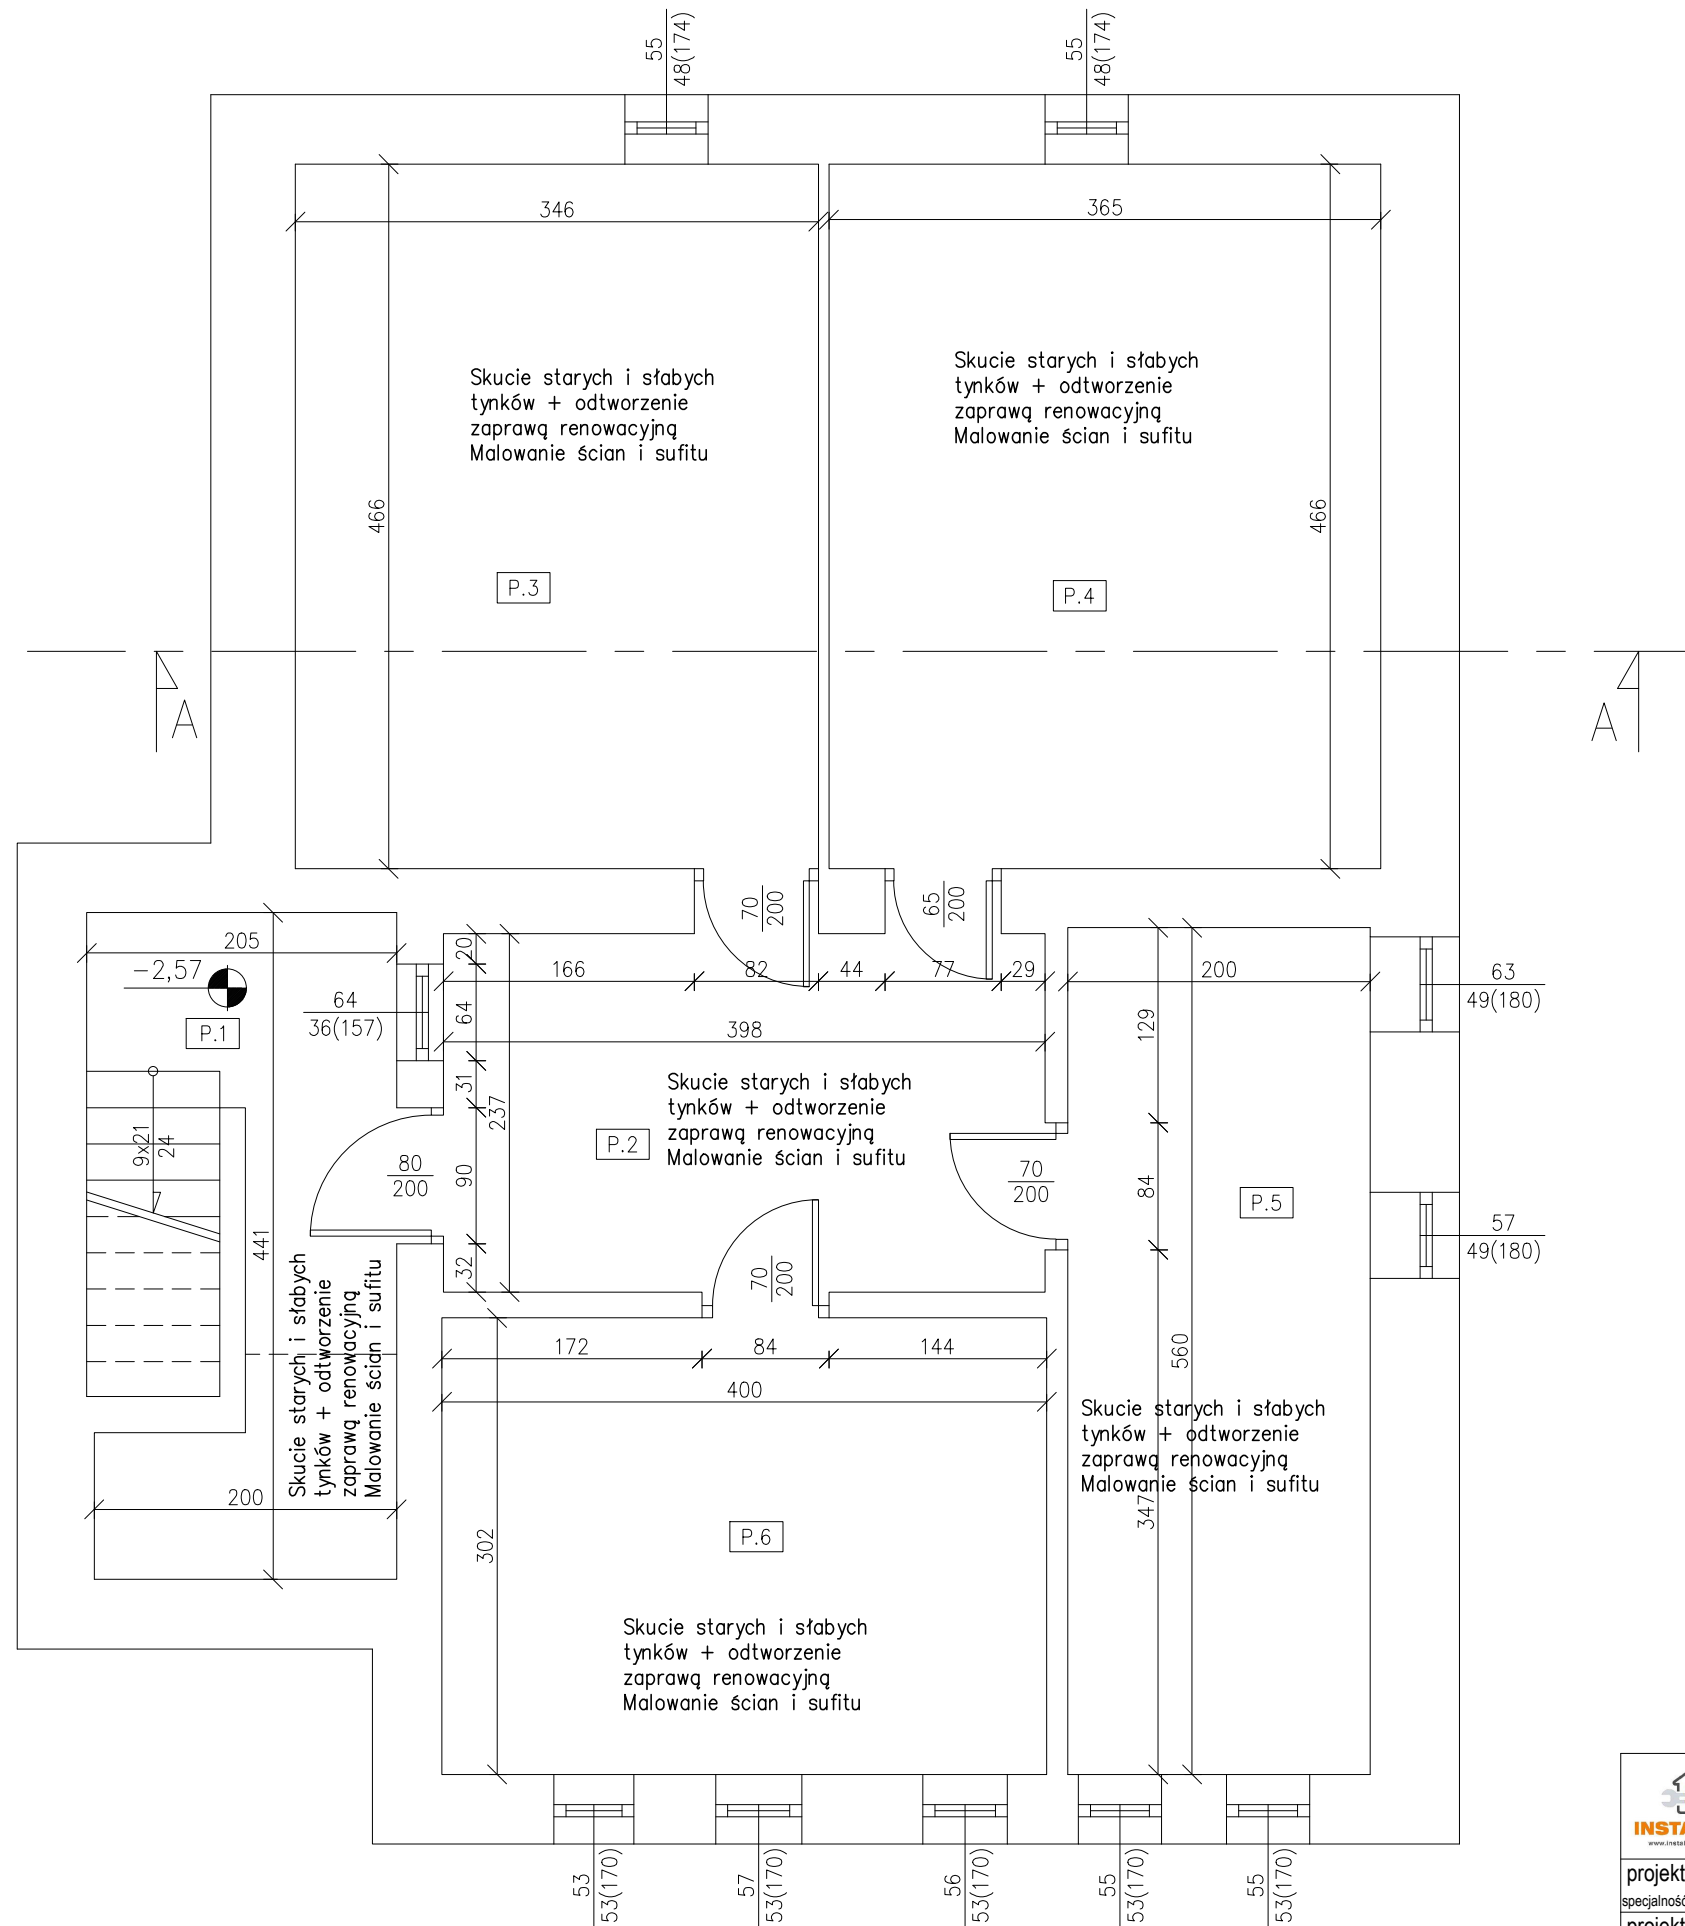 55
48(174)
55
48(174)
346
365
Skucie starych i słabych
tynków + odtworzenie
zaprawą renowacyjną
Malowanie ścian i sufitu
Skucie starych i słabych
tynków + odtworzenie
zaprawą renowacyjną
Malowanie ścian i sufitu
466
466
P.3
P.4
A
A
70
200
65
200
205
-2,57
P.1
64
36(157)
20
64
31
90
32
237
166
82
44
77
29
398
200
63
49(180)
129
84
347
560
9x21
24
441
80
200
Skucie starych i słabych
tynków + odtworzenie
zaprawą renowacyjną
Malowanie ścian i sufitu
P.2
70
200
P.5
57
49(180)
70
200
Skucie starych i słabych
tynków + odtworzenie
zaprawą renowacyjną
Malowanie ścian i sufitu
172
84
144
400
Skucie starych i słabych
tynków + odtworzenie
zaprawą renowacyjną
Malowanie ścian i sufitu
200
302
P.6
Skucie starych i słabych
tynków + odtworzenie
zaprawą renowacyjną
Malowanie ścian i sufitu
53
53(170)
57
53(170)
56
53(170)
55
53(170)
55
53(170)
projekt
specjalność
projekt